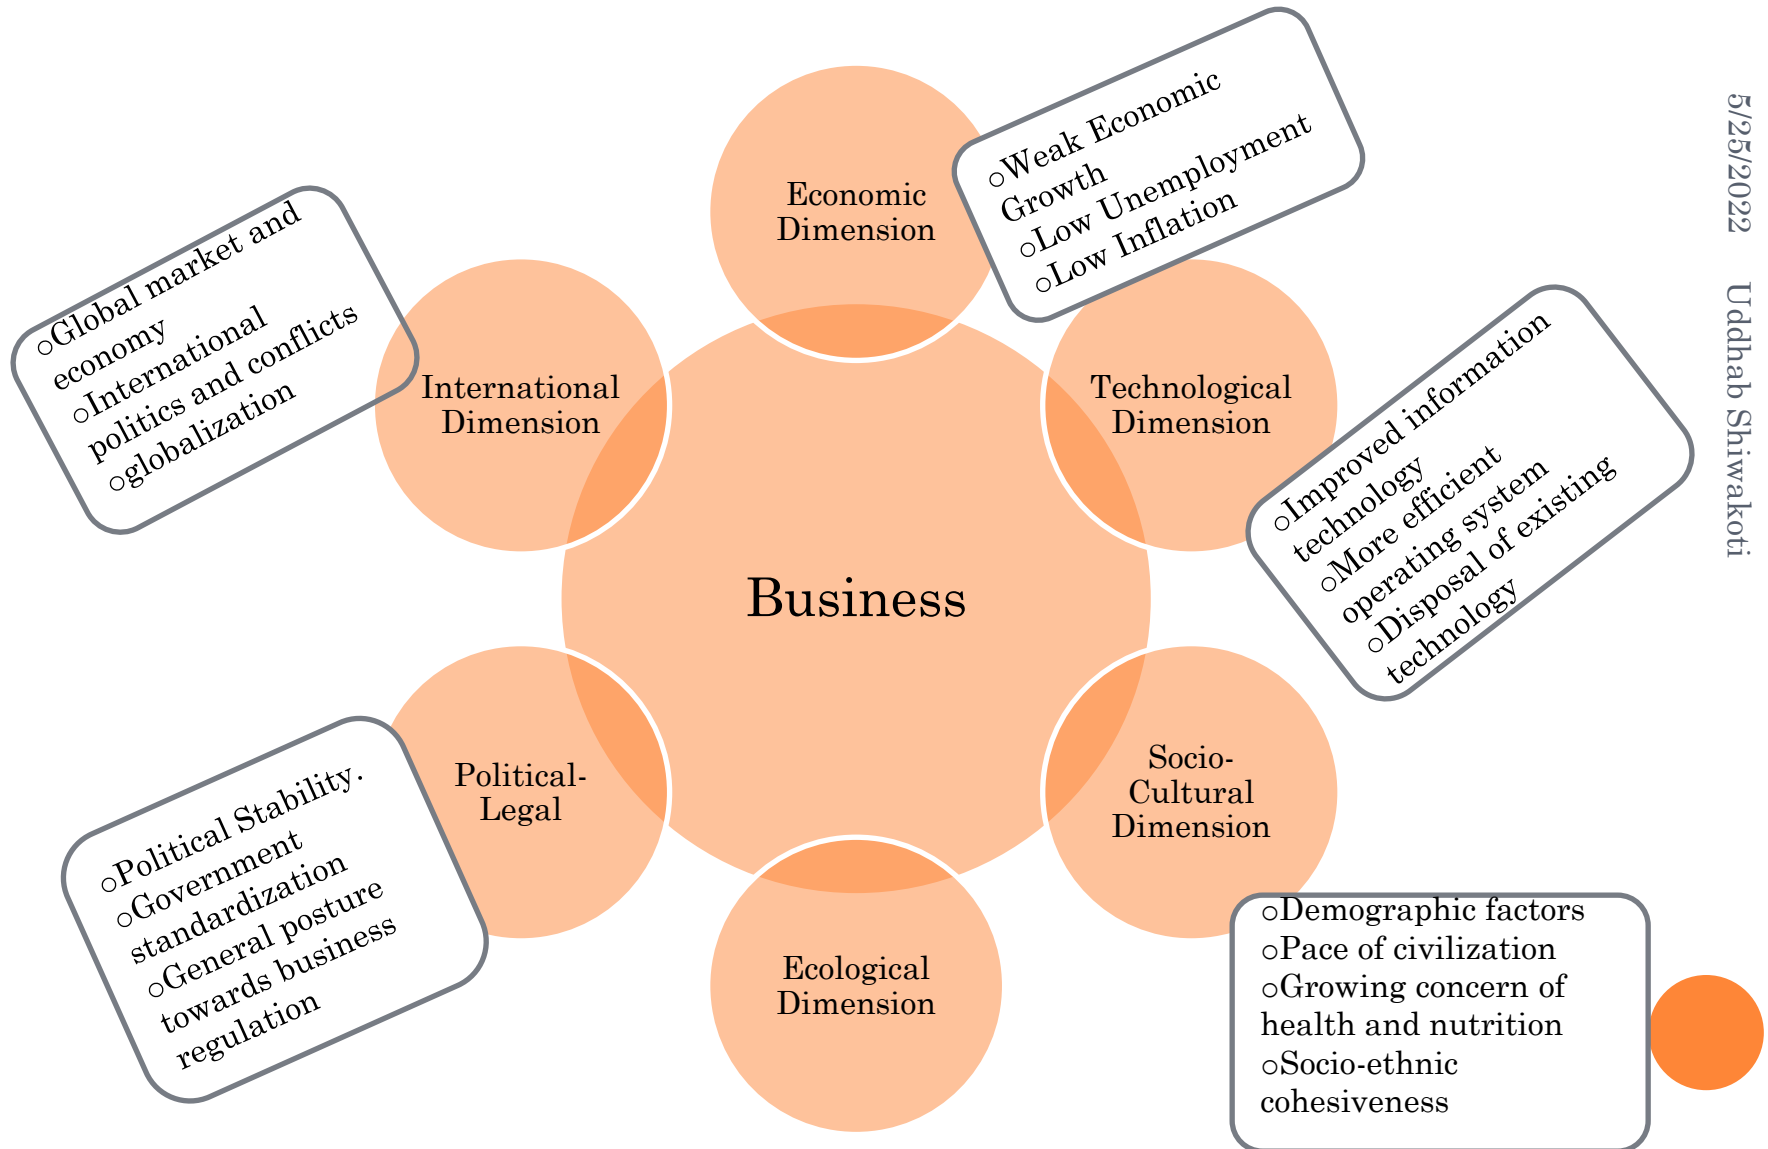 Economic
Dimension
○Weak Economic
Growth
○Low Unemployment
○Low Inflation
Technological
Dimension
○Improved information
technology
○More efficient
operating system
○Disposal of existing
technology
Socio-
Cultural
Dimension
○Demographic factors
○Pace of civilization
○Growing concern of
health and nutrition
○Socio-ethnic
cohesiveness
Ecological
Dimension
Political-
Legal
○Political Stability.
○Government
standardization
○General posture
towards business
regulation
International
Dimension
○Global market and
economy
○International
politics and conflicts
○globalization
Business
5/25/2022 Uddhab Shiwakoti